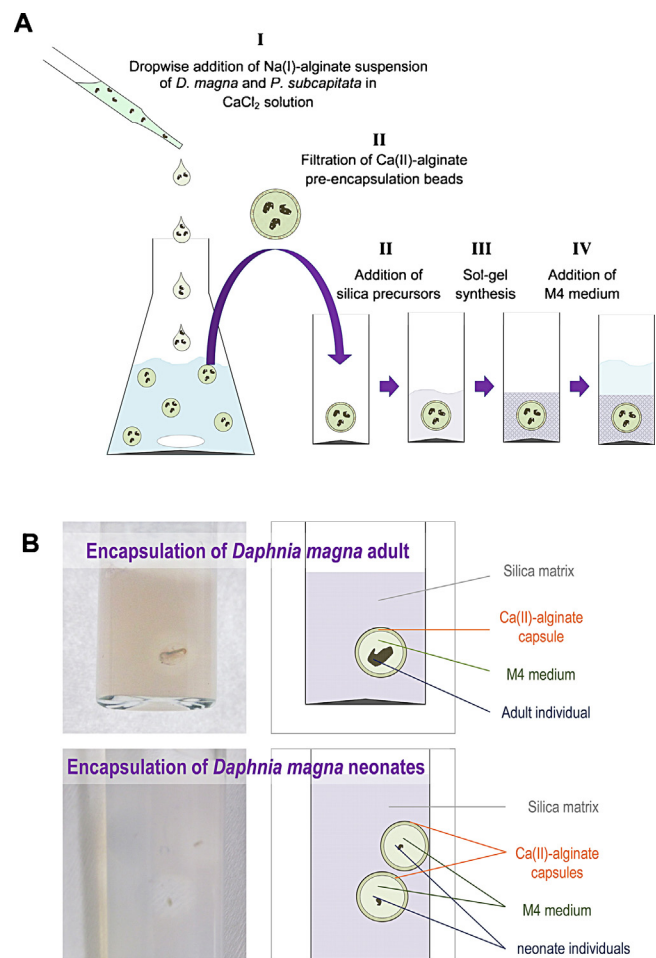 A
I
Dropwise addition of Na(I)-alginate suspension
of D. magna and P. subcapitata in
CaCl₂ solution
II
Filtration of Ca(II)-alginate
pre-encapsulation beads
II
Addition of
silica precursors
III
Sol-gel
synthesis
IV
Addition of
M4 medium
B
Encapsulation of Daphnia magna adult
Silica matrix
Ca(II)-alginate
capsule
M4 medium
Adult individual
Encapsulation of Daphnia magna neonates
Silica matrix
Ca(II)-alginate
capsules
M4 medium
neonate individuals